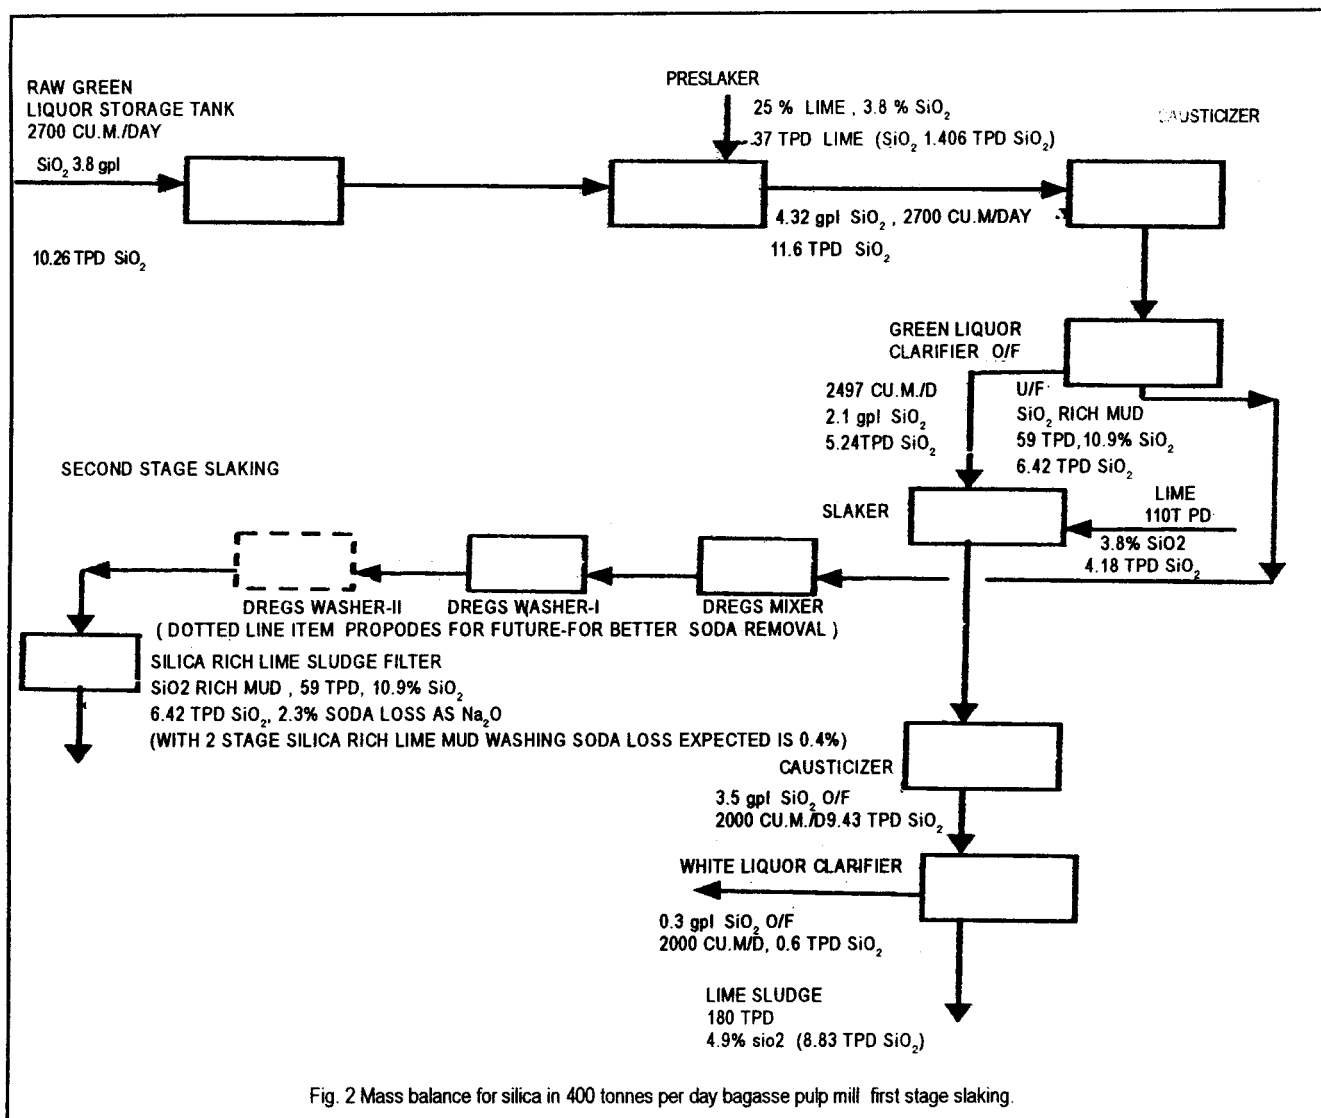 RAW GREEN
LIQUOR STORAGE TANK
2700 CU.M./DAY
SiO₂ 3.8 gpl
10.26 TPD SiO₂
PRESLAKER
25 % LIME , 3.8 % SiO₂
37 TPD LIME (SiO₂ 1.406 TPD SiO₂)
CAUSTICIZER
4.32 gpl SiO₂ , 2700 CU.M/DAY
11.6 TPD SiO₂
GREEN LIQUOR
CLARIFIER O/F
2497 CU.M./D
2.1 gpl SiO₂
5.24TPD SiO₂
U/F
SiO₂ RICH MUD
59 TPD,10.9% SiO₂
6.42 TPD SiO₂
SECOND STAGE SLAKING
SLAKER
LIME
110T PD
3.8% SiO2
4.18 TPD SiO₂
DREGS WASHER-II
DREGS WASHER-I
DREGS MIXER
( DOTTED LINE ITEM PROPODES FOR FUTURE-FOR BETTER SODA REMOVAL )
SILICA RICH LIME SLUDGE FILTER
SiO2 RICH MUD , 59 TPD, 10.9% SiO₂
6.42 TPD SiO₂, 2.3% SODA LOSS AS Na₂O
(WITH 2 STAGE SILICA RICH LIME MUD WASHING SODA LOSS EXPECTED IS 0.4%)
CAUSTICIZER
3.5 gpl SiO₂ O/F
2000 CU.M./D9.43 TPD SiO₂
WHITE LIQUOR CLARIFIER
0.3 gpl SiO₂ O/F
2000 CU.M/D, 0.6 TPD SiO₂
LIME SLUDGE
180 TPD
4.9% sio2 (8.83 TPD SiO₂)
Fig. 2 Mass balance for silica in 400 tonnes per day bagasse pulp mill first stage slaking.